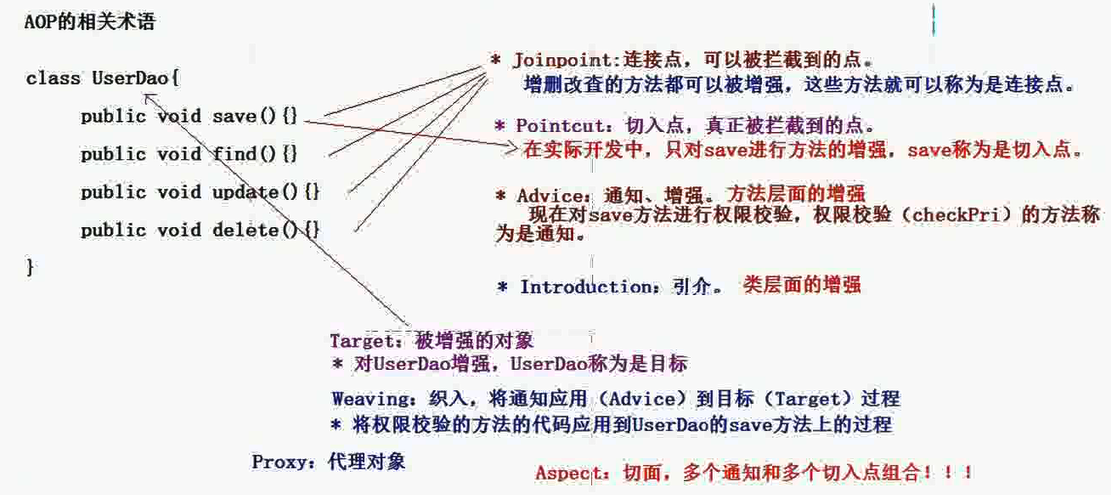 AOP的相关术语
class UserDao{
public void save(){}
public void find(){}
public void update(){}
public void delete(){}
}
* Joinpoint:连接点，可以被拦截到的点。
增删改查的方法都可以被增强，这些方法就可以称为是连接点。
* Pointcut：切入点，真正被拦截到的点。
在实际开发中，只对save进行方法的增强，save称为是切入点。
* Advice：通知、增强。 方法层面的增强
现在对save方法进行权限校验，权限校验（checkPri）的方法称
为是通知。
* Introduction：引介。 类层面的增强
Target：被增强的对象
* 对UserDao增强，UserDao称为是目标
Weaving：织入，将通知应用（Advice）到目标（Target）过程
* 将权限校验的方法的代码应用到UserDao的save方法上的过程
Proxy：代理对象
Aspect：切面，多个通知和多个切入点组合！！！